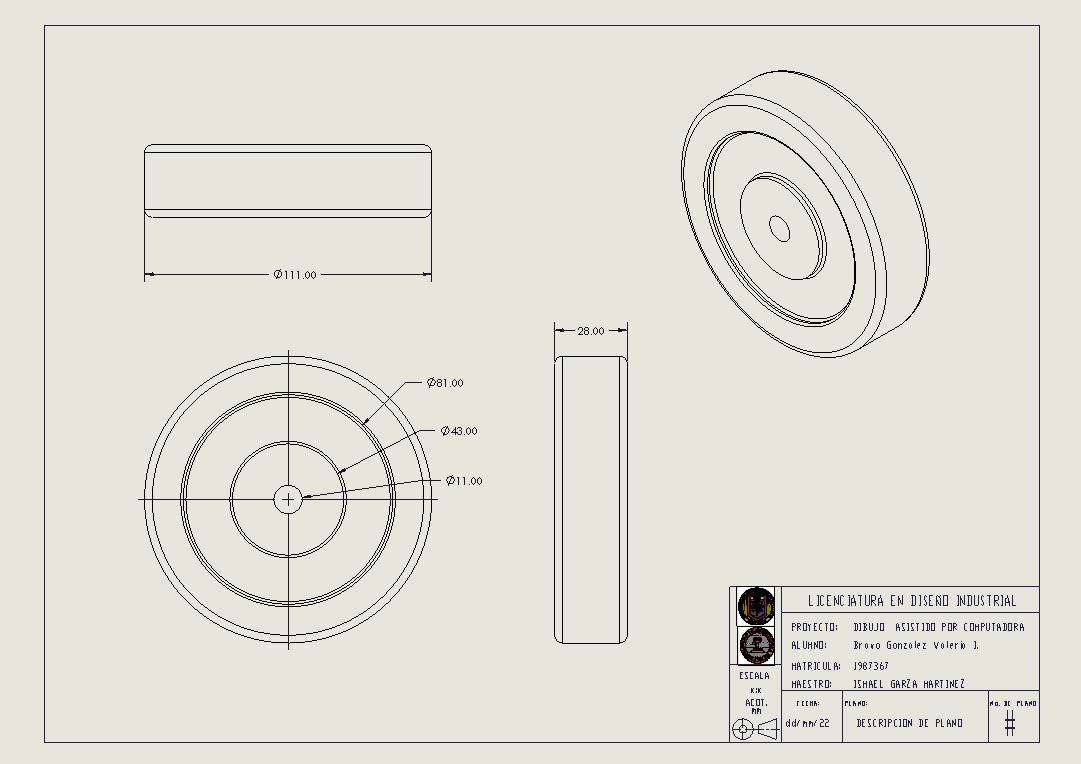 Ø111.00
28.00
Ø81.00
Ø43.00
Ø11.00
LICENCIATURA EN DISEÑO INDUSTRIAL
PROYECTO: DIBUJO ASISTIDO POR COMPUTADORA
ALUMNO: Bravo Gonzalez Valeria I.
MATRICULA: 1987367
MAESTRO: ISMAEL GARZA MARTINEZ
ESCALA
X:X
ACOT.
MM
FECHA:
dd/mm/22
PLANO:
DESCRIPCION DE PLANO
NO. DE PLANO
#